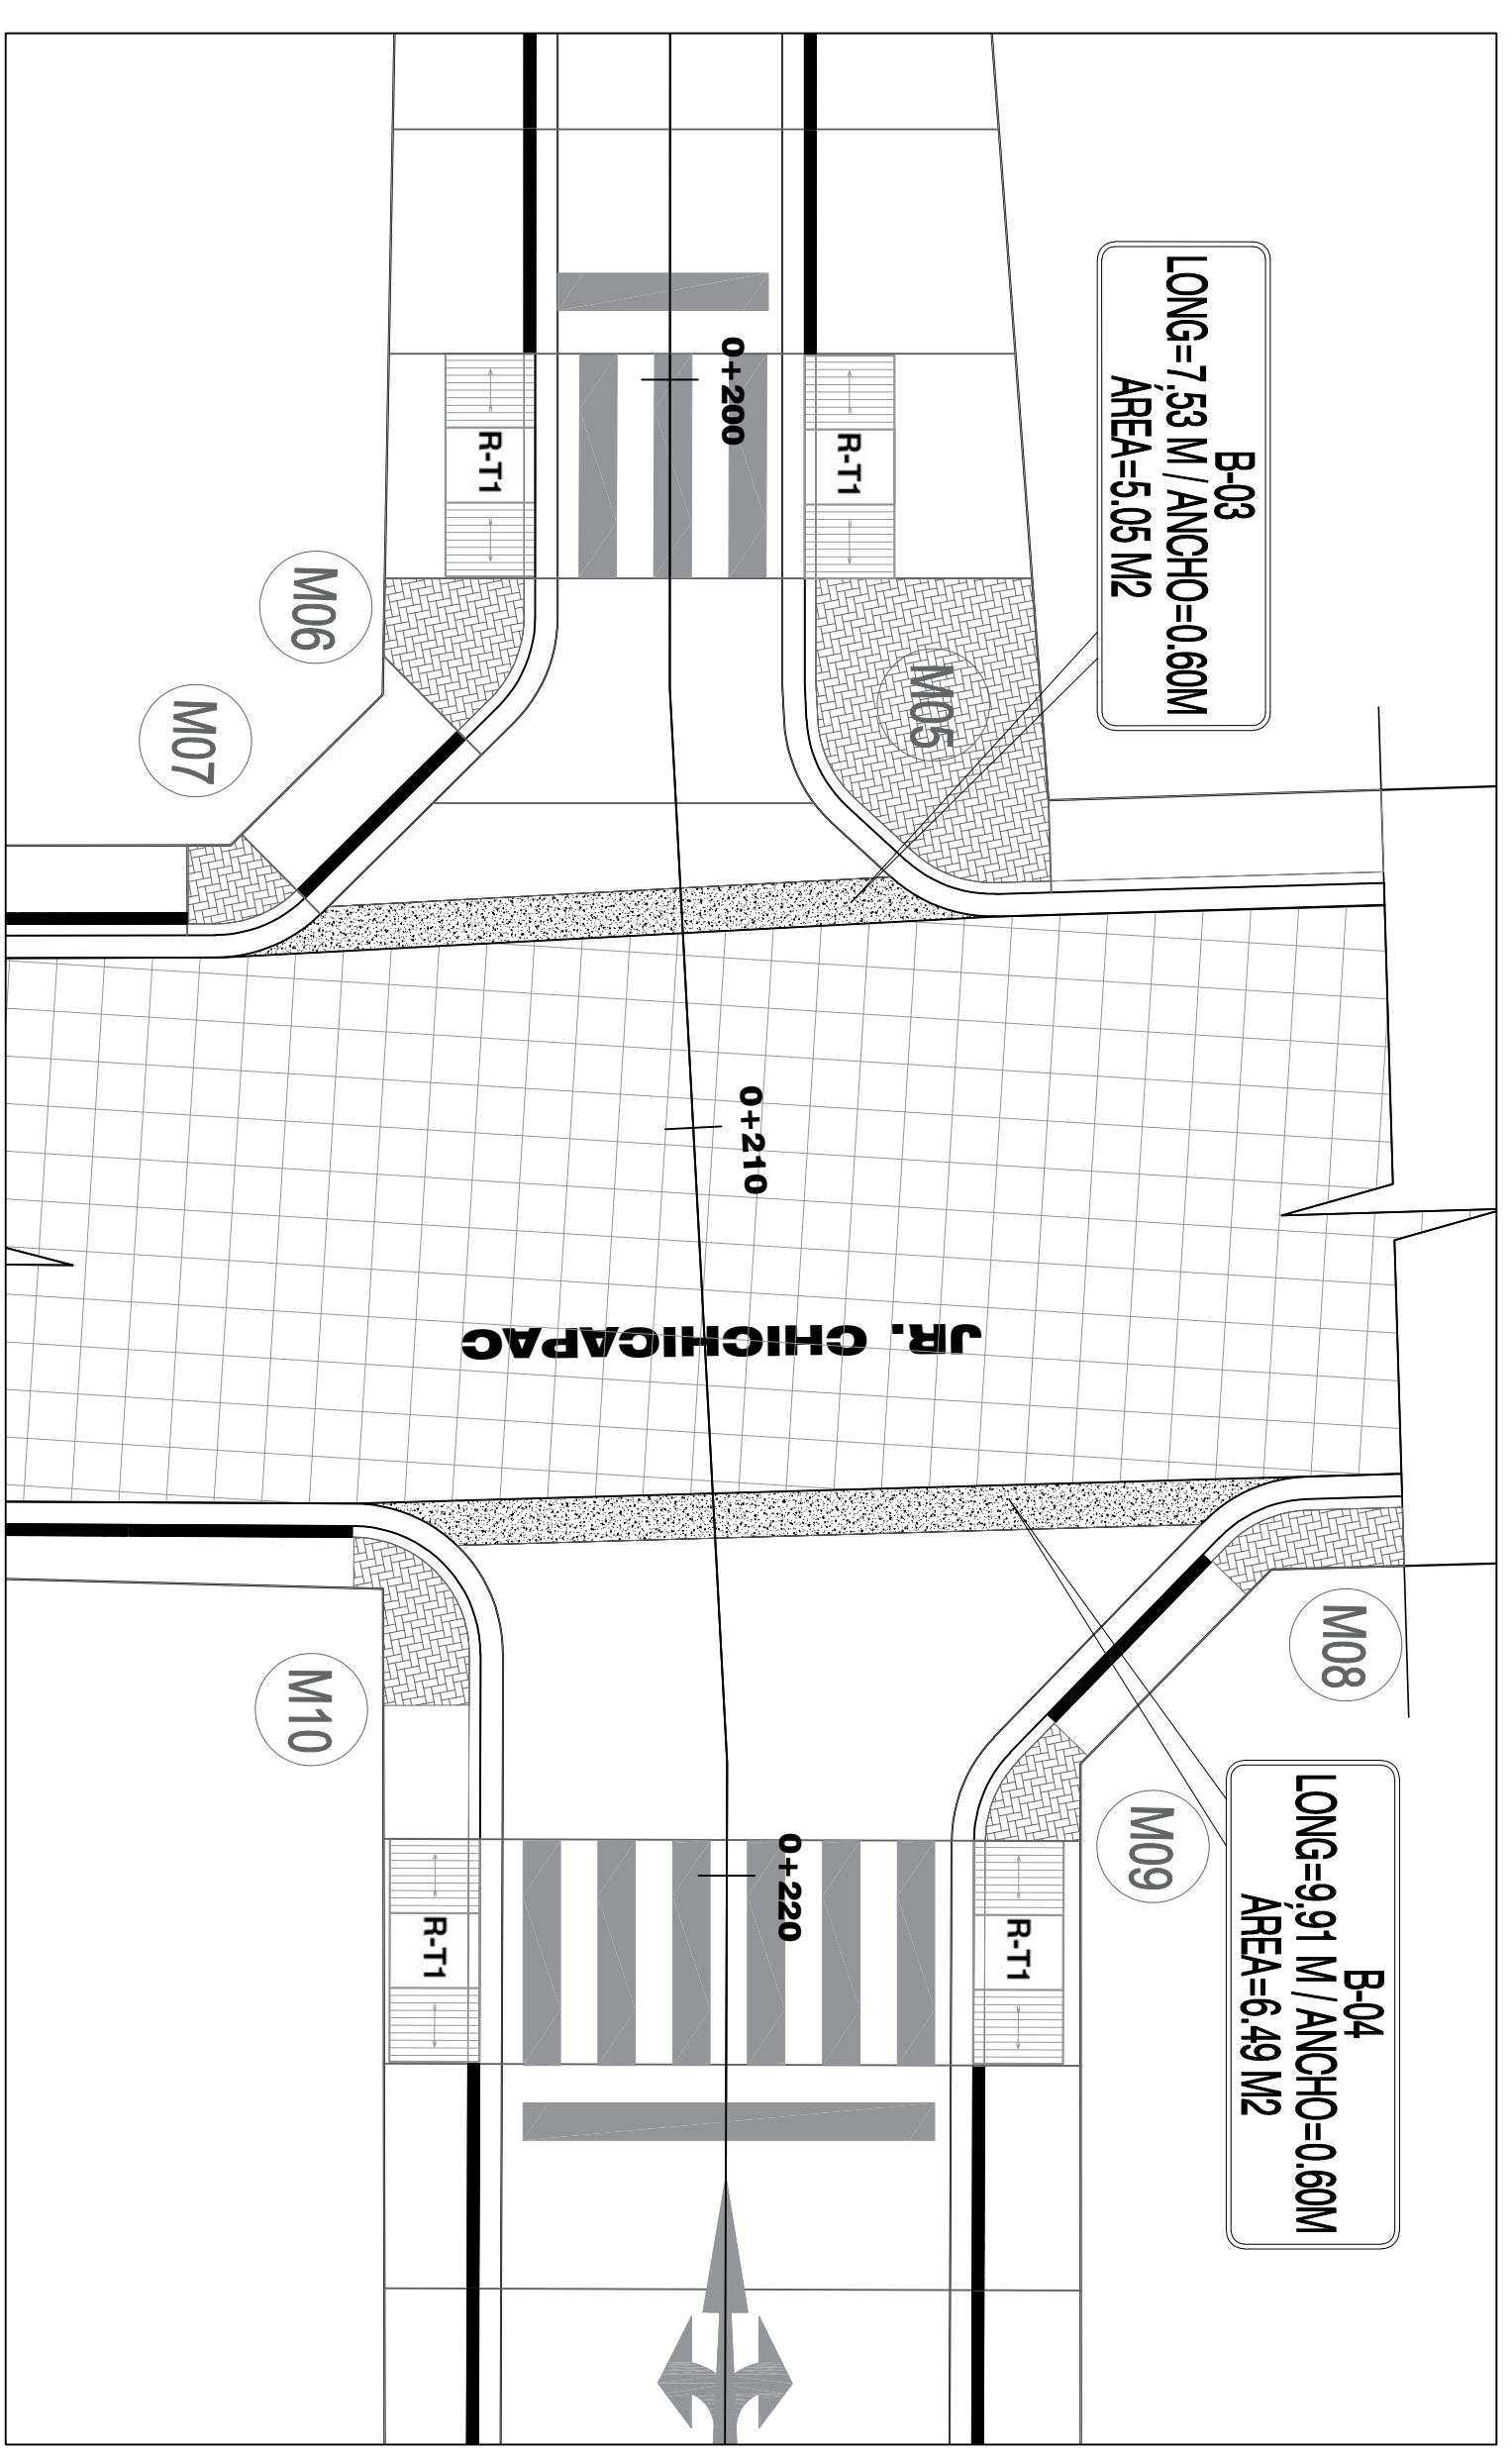 B-03
LONG=7,53 M / ANCHO=0.60M
ÁREA=5.05 M2
0+200
R-T1
R-T1
M06
M05
M07
0+210
JR. CHICHICAPAC
M08
M10
B-04
LONG=9,91 M / ANCHO=0.60M
ÁREA=6.49 M2
M09
0+220
R-T1
R-T1